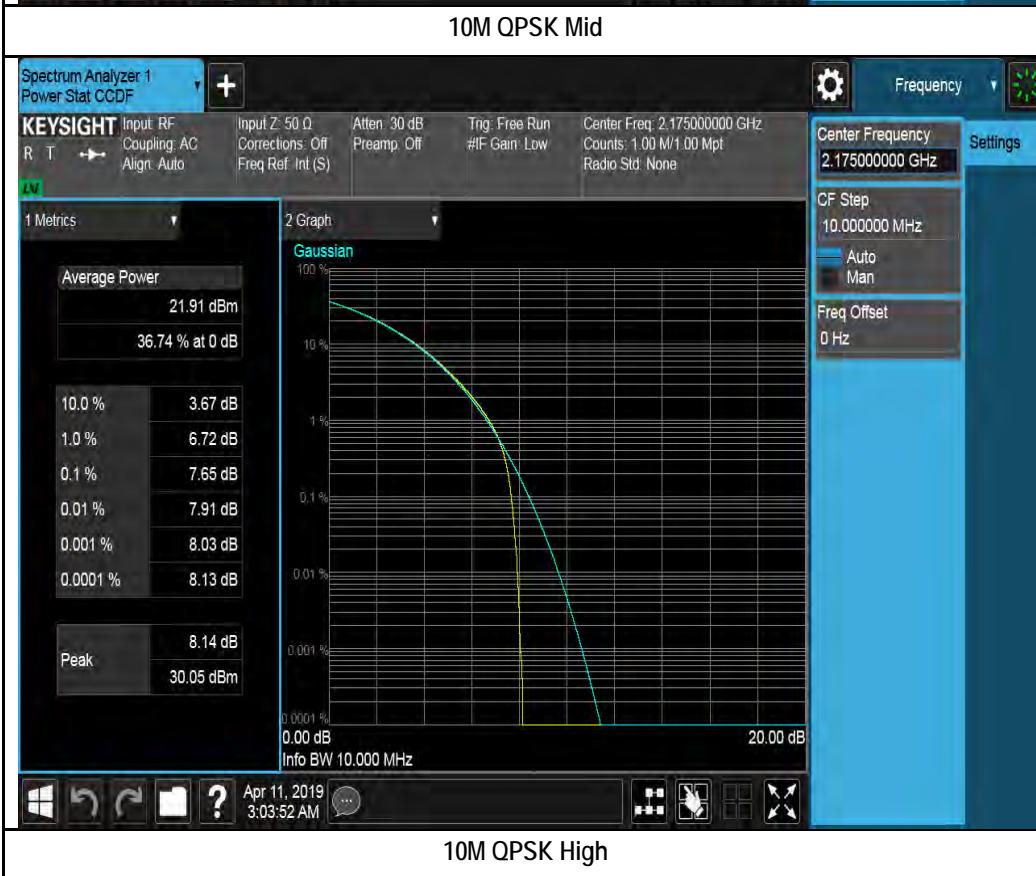 10M QPSK Mid
Spectrum Analyzer 1
Power Stat CCDF
+
Frequency
KEYSIGHT
R T
LXI
Input: RF
Coupling: AC
Align: Auto
Input Z: 50 Ω
Corrections: Off
Freq Ref: Int (S)
Atten: 30 dB
Preamp: Off
Trig: Free Run
#IF Gain: Low
Center Freq: 2.175000000 GHz
Counts: 1.00 M/1.00 Mpt
Radio Std: None
Center Frequency
2.175000000 GHz
Settings
CF Step
10.000000 MHz
Auto
Man
Freq Offset
0 Hz
1 Metrics
Average Power
21.91 dBm
36.74 % at 0 dB
10.0 % 3.67 dB
1.0 % 6.72 dB
0.1 % 7.65 dB
0.01 % 7.91 dB
0.001 % 8.03 dB
0.0001 % 8.13 dB
Peak
8.14 dB
30.05 dBm
2 Graph
Gaussian
100 %
10 %
1 %
0.1 %
0.01 %
0.001 %
0.0001 %
0.00 dB 20.00 dB
Info BW 10.000 MHz
?
Apr 11, 2019
3:03:52 AM
10M QPSK High